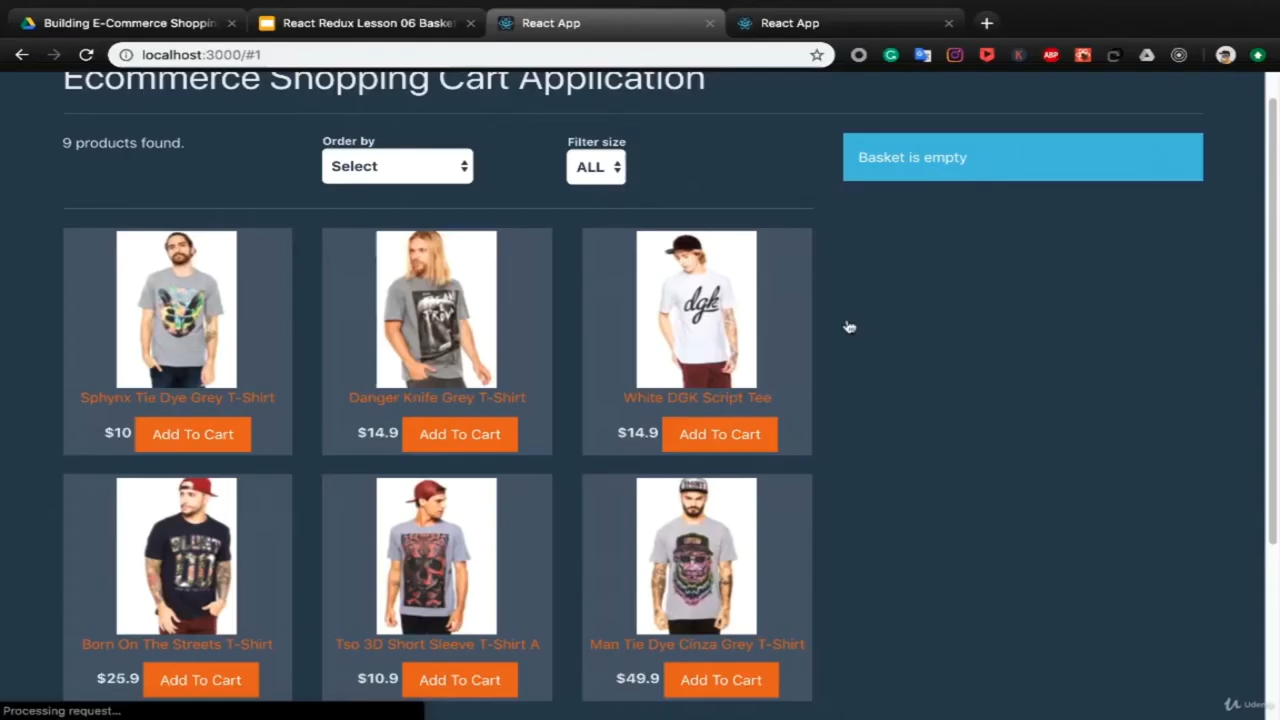 Building E-Commerce Shoppin
React Redux Lesson 06 Baske
React App
React App
localhost:3000/#1
ABP
Ecommerce Shopping Cart Application
9 products found.
Order by
Select
Filter size
ALL
Basket is empty
dgk
Sphynx Tie Dye Grey T-Shirt
Danger Knife Grey T-Shirt
White DGK Script Tee
$10 Add To Cart
$14.9 Add To Cart
$14.9 Add To Cart
Born On The Streets T-Shirt
Tso 3D Short Sleeve T-Shirt A
Man Tie Dye Cinza Grey T-Shirt
$25.9 Add To Cart
$10.9 Add To Cart
$49.9 Add To Cart
Processing request...
Udemy